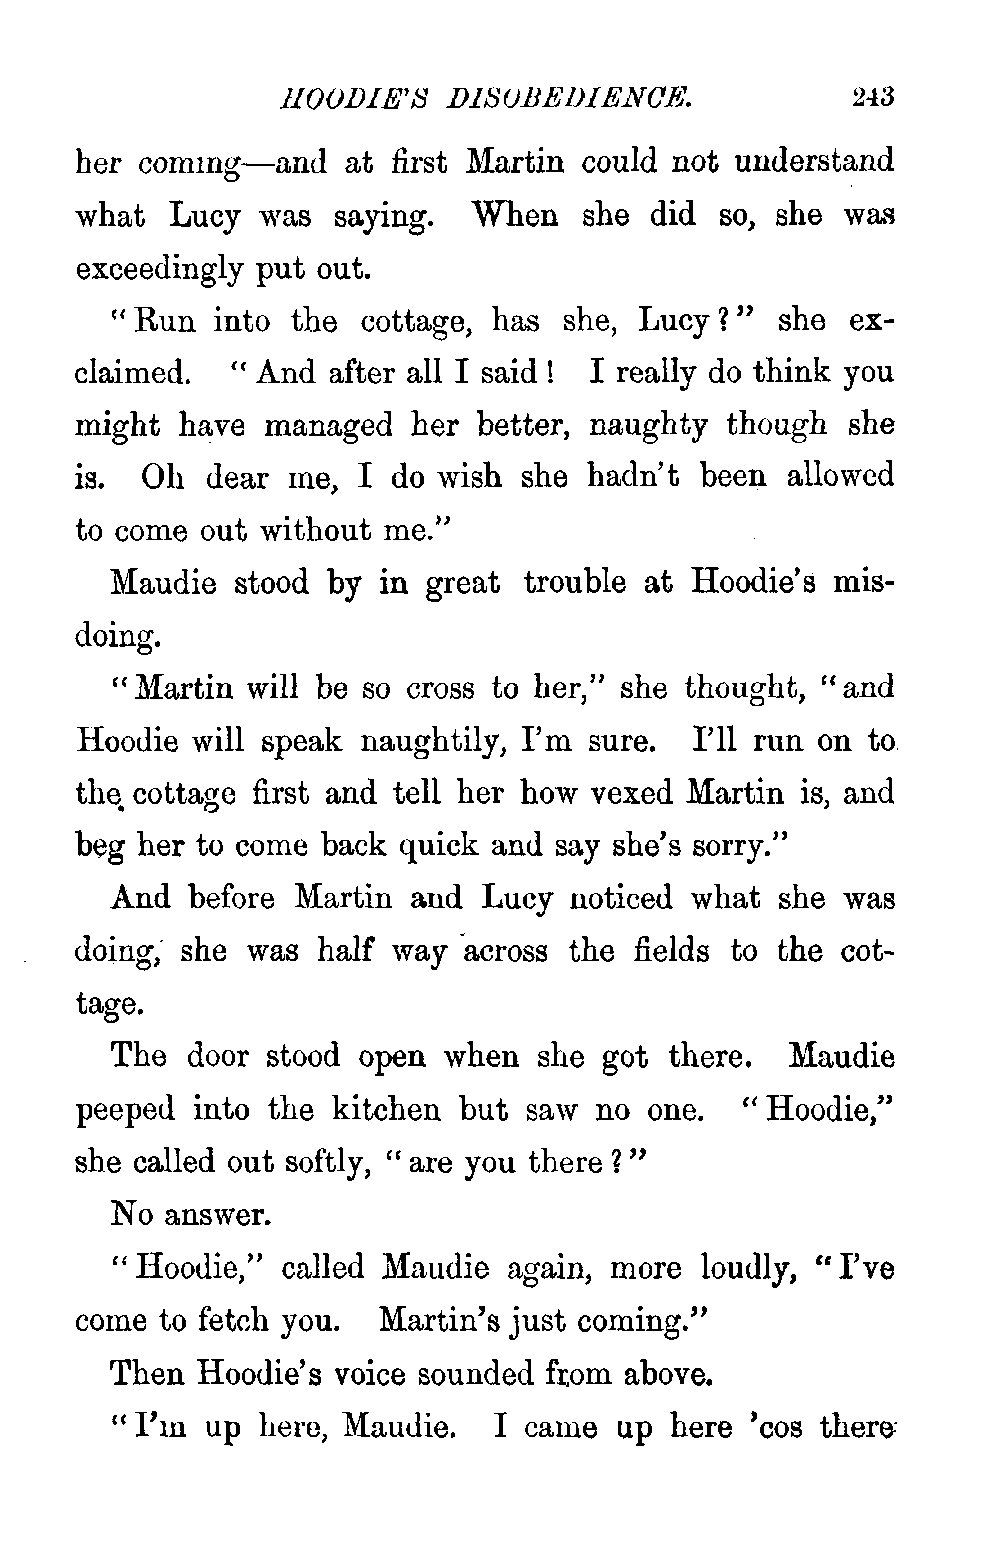 HOODIE'S DISOBEDIENCE. 243
her coming—and at first Martin could not understand
what Lucy was saying. When she did so, she was
exceedingly put out.
"Run into the cottage, has she, Lucy?" she ex-
claimed. "And after all I said! I really do think you
might have managed her better, naughty though she
is. Oh dear me, I do wish she hadn't been allowed
to come out without me."
Maudie stood by in great trouble at Hoodie's mis-
doing.
"Martin will be so cross to her," she thought, "and
Hoodie will speak naughtily, I'm sure. I'll run on to
the cottage first and tell her how vexed Martin is, and
beg her to come back quick and say she's sorry."
And before Martin and Lucy noticed what she was
doing, she was half way across the fields to the cot-
tage.
The door stood open when she got there. Maudie
peeped into the kitchen but saw no one. "Hoodie,"
she called out softly, "are you there?"
No answer.
"Hoodie," called Maudie again, more loudly, "I've
come to fetch you. Martin's just coming."
Then Hoodie's voice sounded from above.
"I'm up here, Maudie. I came up here 'cos there